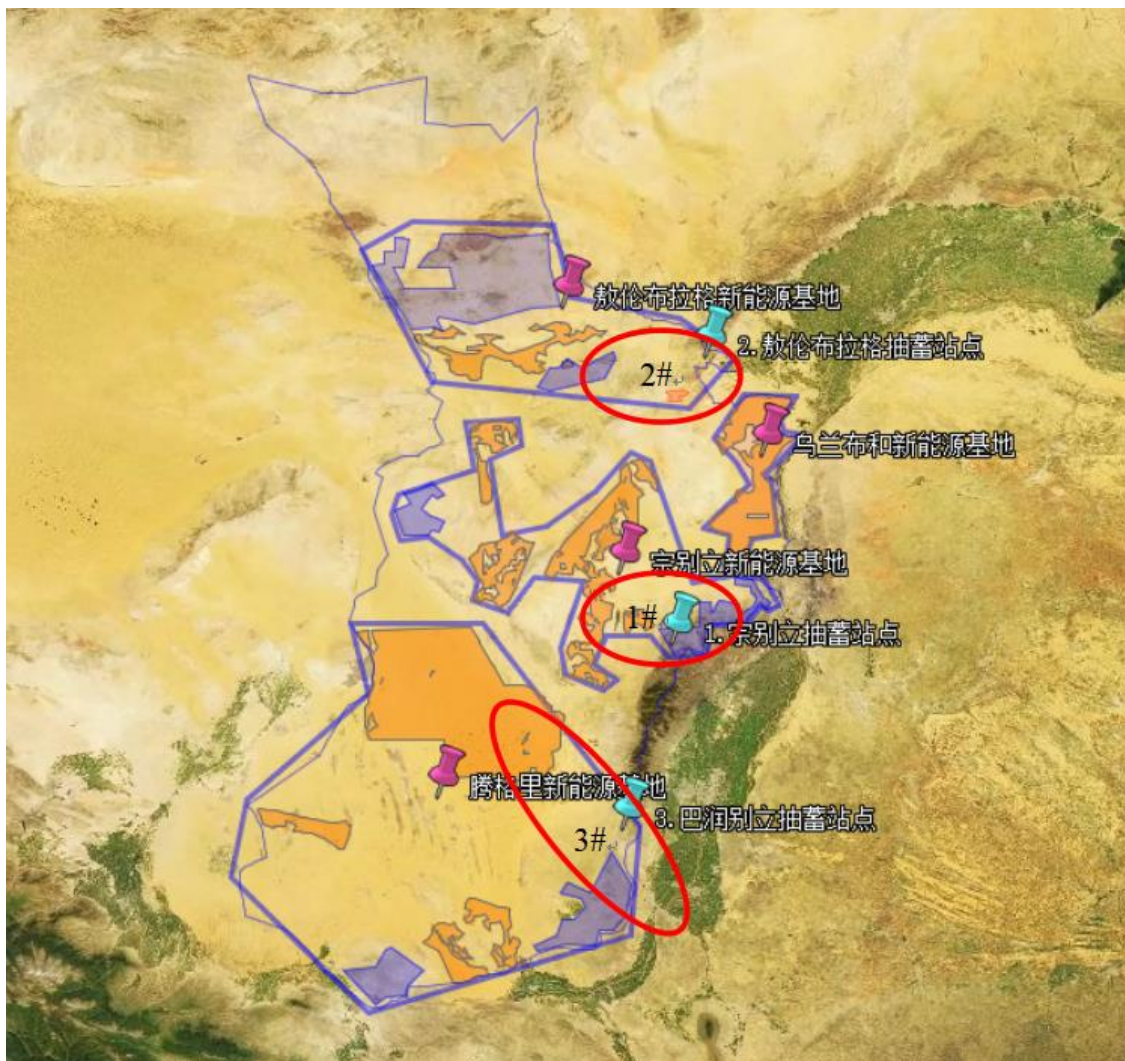 敖伦布拉格新能源基地
2.敖伦布拉格抽蓄站点
2#
乌兰布和新能源基地
宗别立新能源基地
1#
1.宗别立抽蓄站点
腾格里新能源基地
3.巴润别立抽蓄站点
3#